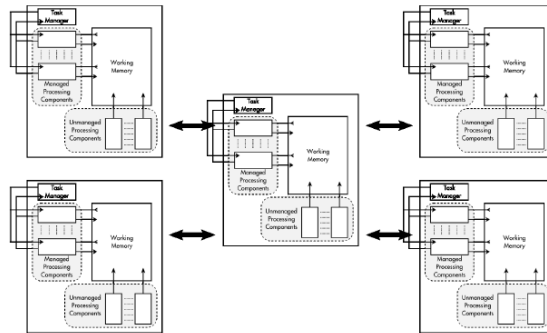 Task
Manager
Working
Memory
Managed
Processing
Components
Unmanaged
Processing
Components
Task
Manager
Working
Memory
Managed
Processing
Components
Unmanaged
Processing
Components
Task
Manager
Working
Memory
Managed
Processing
Components
Unmanaged
Processing
Components
Task
Manager
Working
Memory
Managed
Processing
Components
Unmanaged
Processing
Components
Task
Manager
Working
Memory
Managed
Processing
Components
Unmanaged
Processing
Components